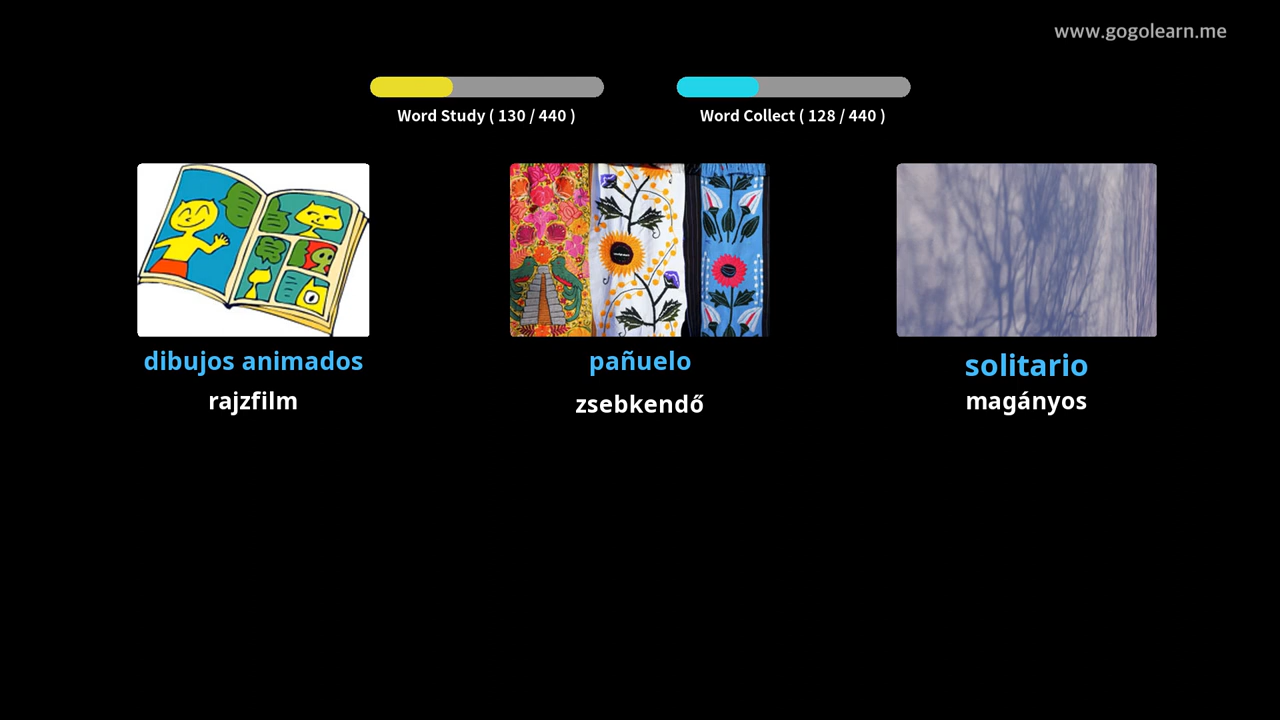 www.gogolearn.me
Word Study ( 130 / 440 )
Word Collect ( 128 / 440 )
dibujos animados
rajzfilm
pañuelo
zsebkendő
solitario
magányos